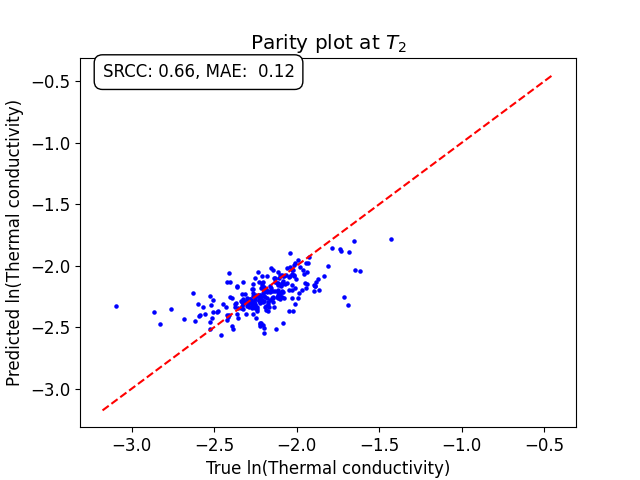 Parity plot at T₂
SRCC: 0.66, MAE:  0.12
Predicted ln(Thermal conductivity)
−0.5
−1.0
−1.5
−2.0
−2.5
−3.0
−3.0 −2.5 −2.0 −1.5 −1.0 −0.5
True ln(Thermal conductivity)